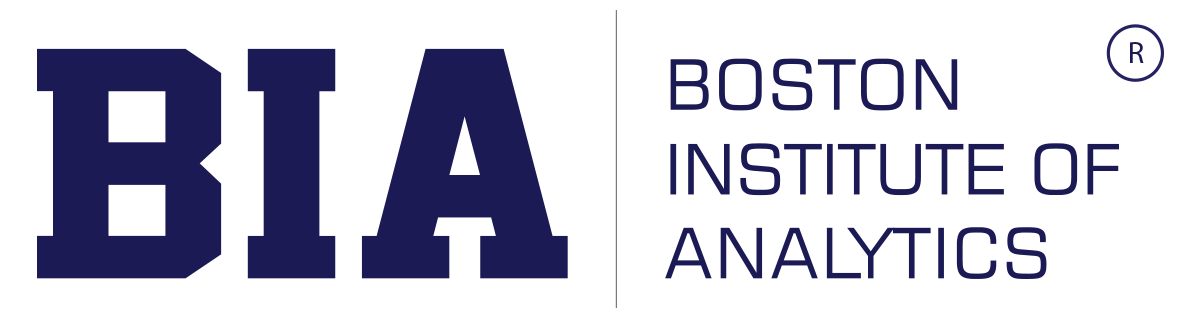 BIA
BOSTON
INSTITUTE OF
ANALYTICS
®